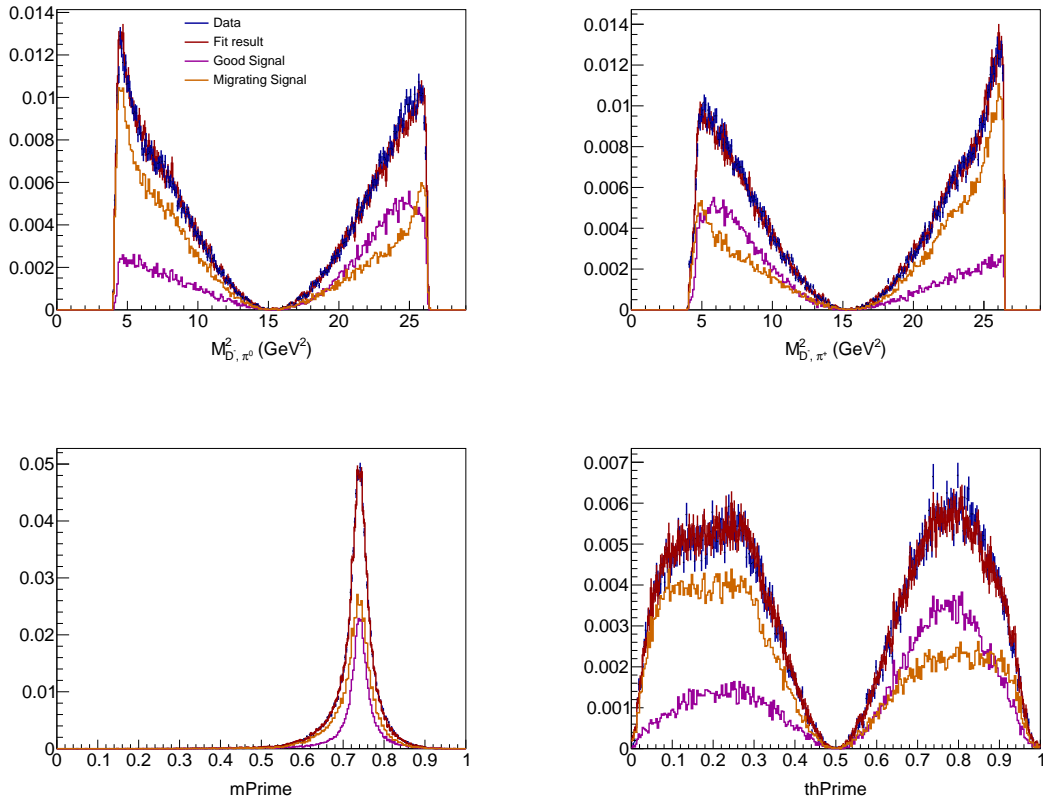 0.014
0.012
0.01
0.008
0.006
0.004
0.002
0
Data
Fit result
Good Signal
Migrating Signal
0 5 10 15 20 25
M²D⁻, π⁰ (GeV²)
0.014
0.012
0.01
0.008
0.006
0.004
0.002
0
0 5 10 15 20 25
M²D⁻, π⁺ (GeV²)
0.05
0.04
0.03
0.02
0.01
0
0 0.1 0.2 0.3 0.4 0.5 0.6 0.7 0.8 0.9 1
mPrime
0.007
0.006
0.005
0.004
0.003
0.002
0.001
0
0 0.1 0.2 0.3 0.4 0.5 0.6 0.7 0.8 0.9 1
thPrime